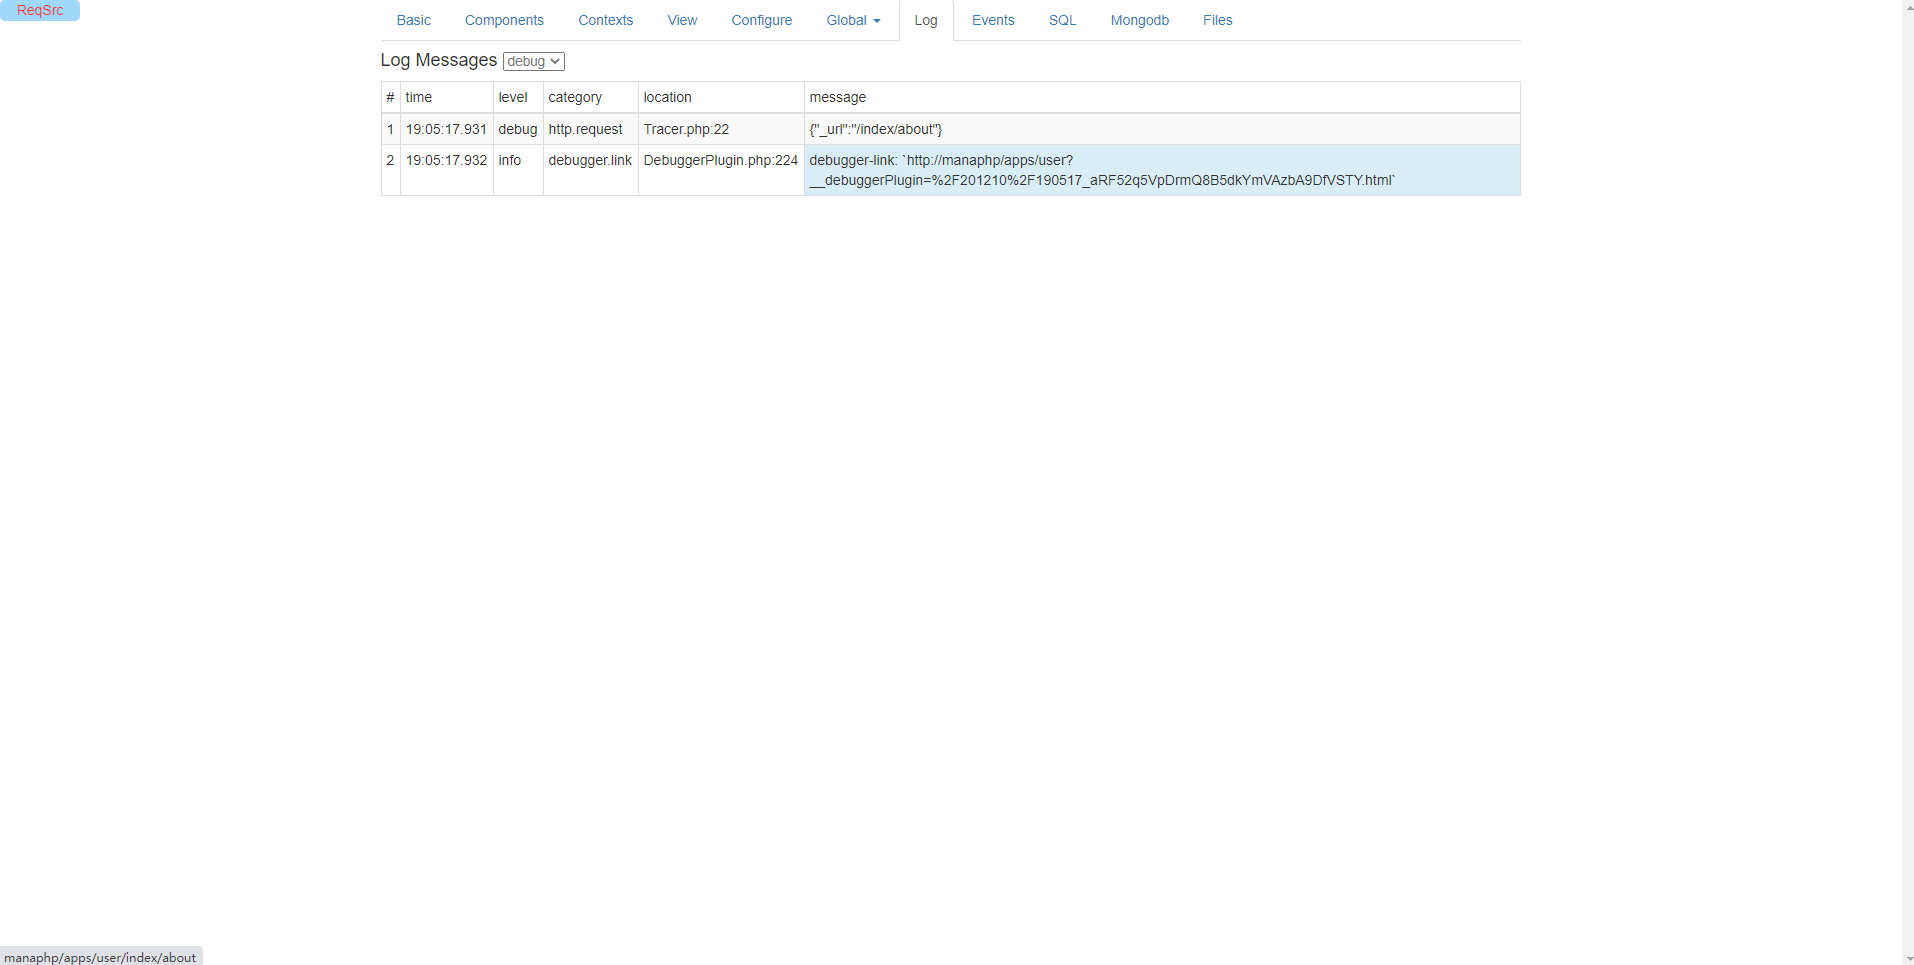 ReqSrc
Basic Components Contexts View Configure Global Log Events SQL Mongodb Files
Log Messages debug
# time level category location message
1 19:05:17.931 debug http.request Tracer.php:22 {"_url":"/index/about"}
2 19:05:17.932 info debugger.link DebuggerPlugin.php:224 debugger-link: `http://manaphp/apps/user?
__debuggerPlugin=%2F201210%2F190517_aRF52q5VpDrmQ8B5dkYmVAzbA9DfVSTY.html`
manaphp/apps/user/index/about